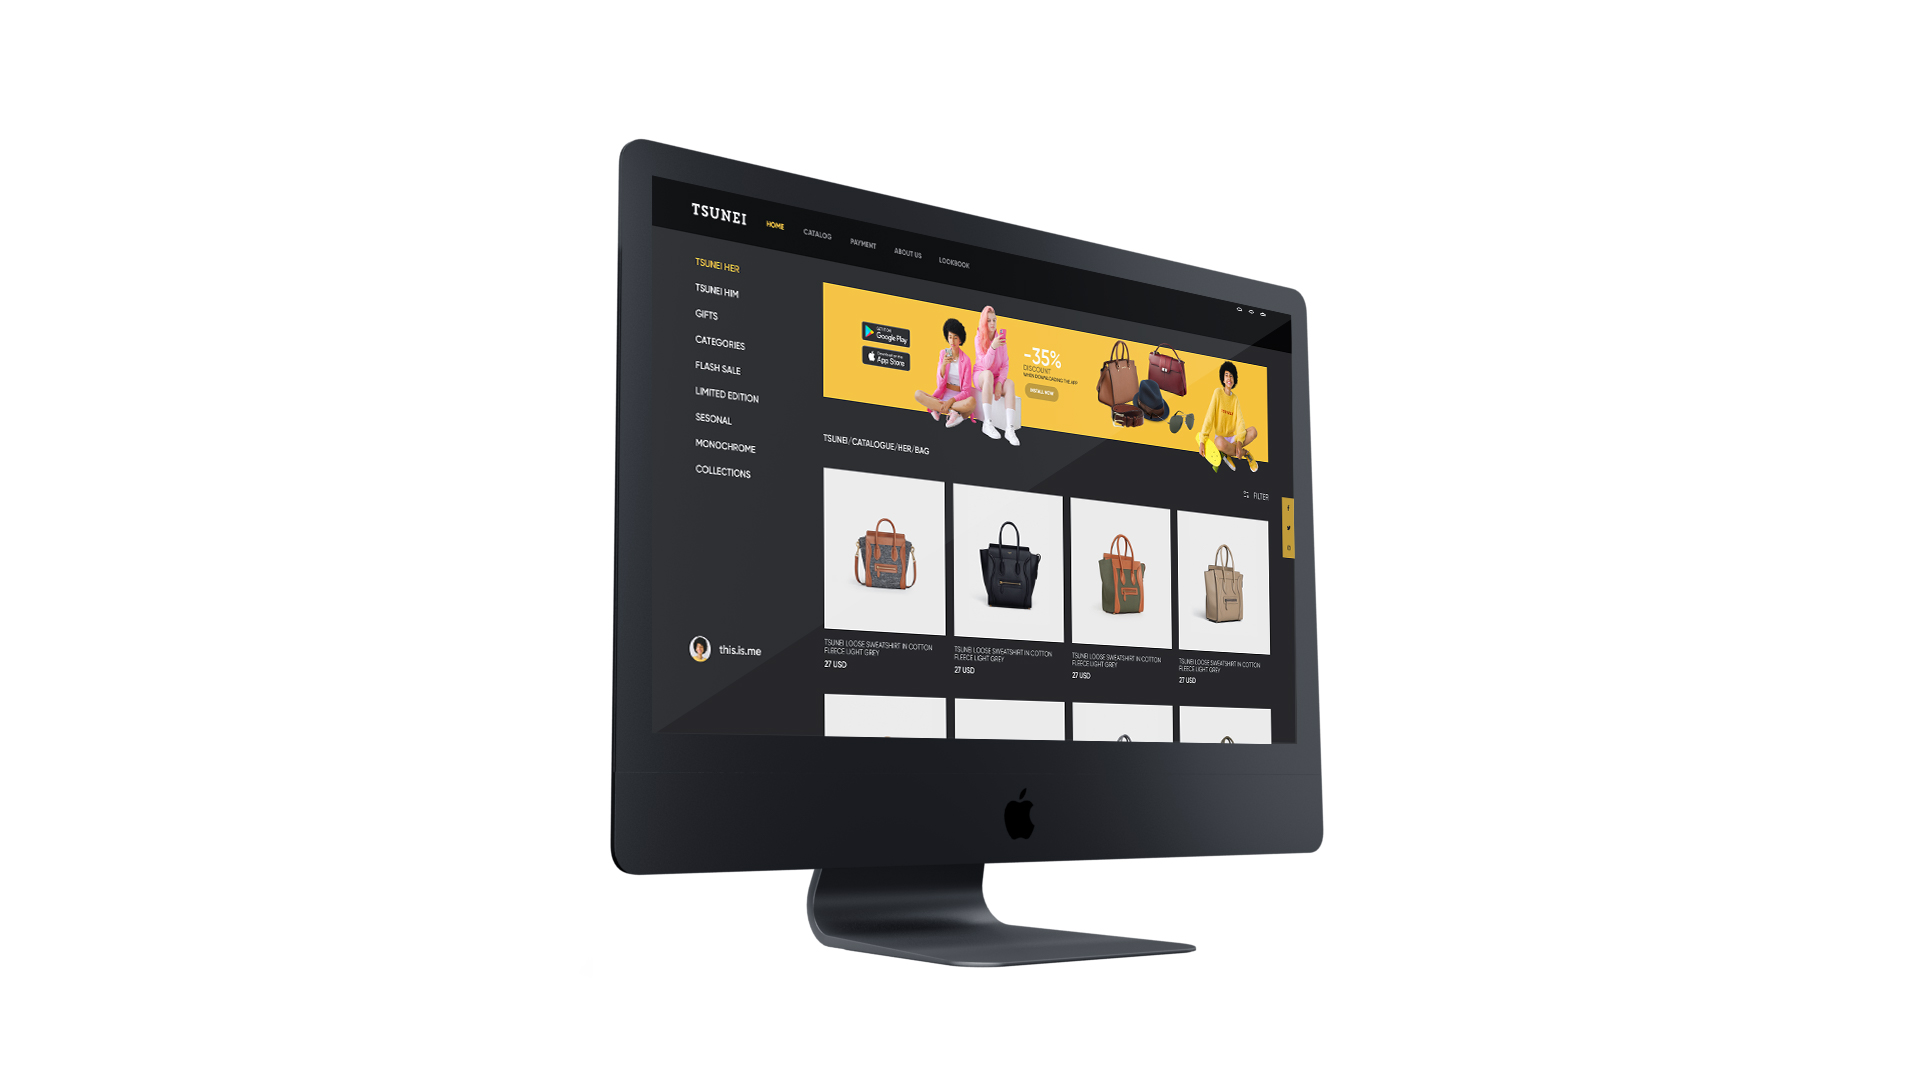 TSUNEI
HOME
CATALOG
PAYMENT
ABOUT US
LOOKBOOK
TSUNEI HER
TSUNEI HIM
GIFTS
CATEGORIES
FLASH SALE
LIMITED EDITION
SESONAL
MONOCHROME
COLLECTIONS
this.is.me
GET IT ON
Google Play
App Store
-35%
DISCOUNT
WHEN DOWNLOADING THE APP
INSTALL NOW
TSUNEI/CATALOGUE/HER/BAG
FILTER
TSUNEI LOOSE SWEATSHIRT IN COTTON
FLEECE LIGHT GREY
27 USD
TSUNEI LOOSE SWEATSHIRT IN COTTON
FLEECE LIGHT GREY
27 USD
TSUNEI LOOSE SWEATSHIRT IN COTTON
FLEECE LIGHT GREY
27 USD
TSUNEI LOOSE SWEATSHIRT IN COTTON
FLEECE LIGHT GREY
27 USD